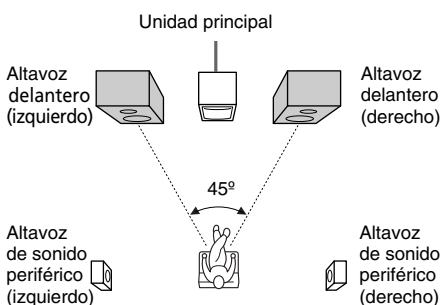 Unidad principal
Altavoz
delantero
(izquierdo)
Altavoz
delantero
(derecho)
45º
Altavoz
de sonido
periférico
(izquierdo)
Altavoz
de sonido
periférico
(derecho)